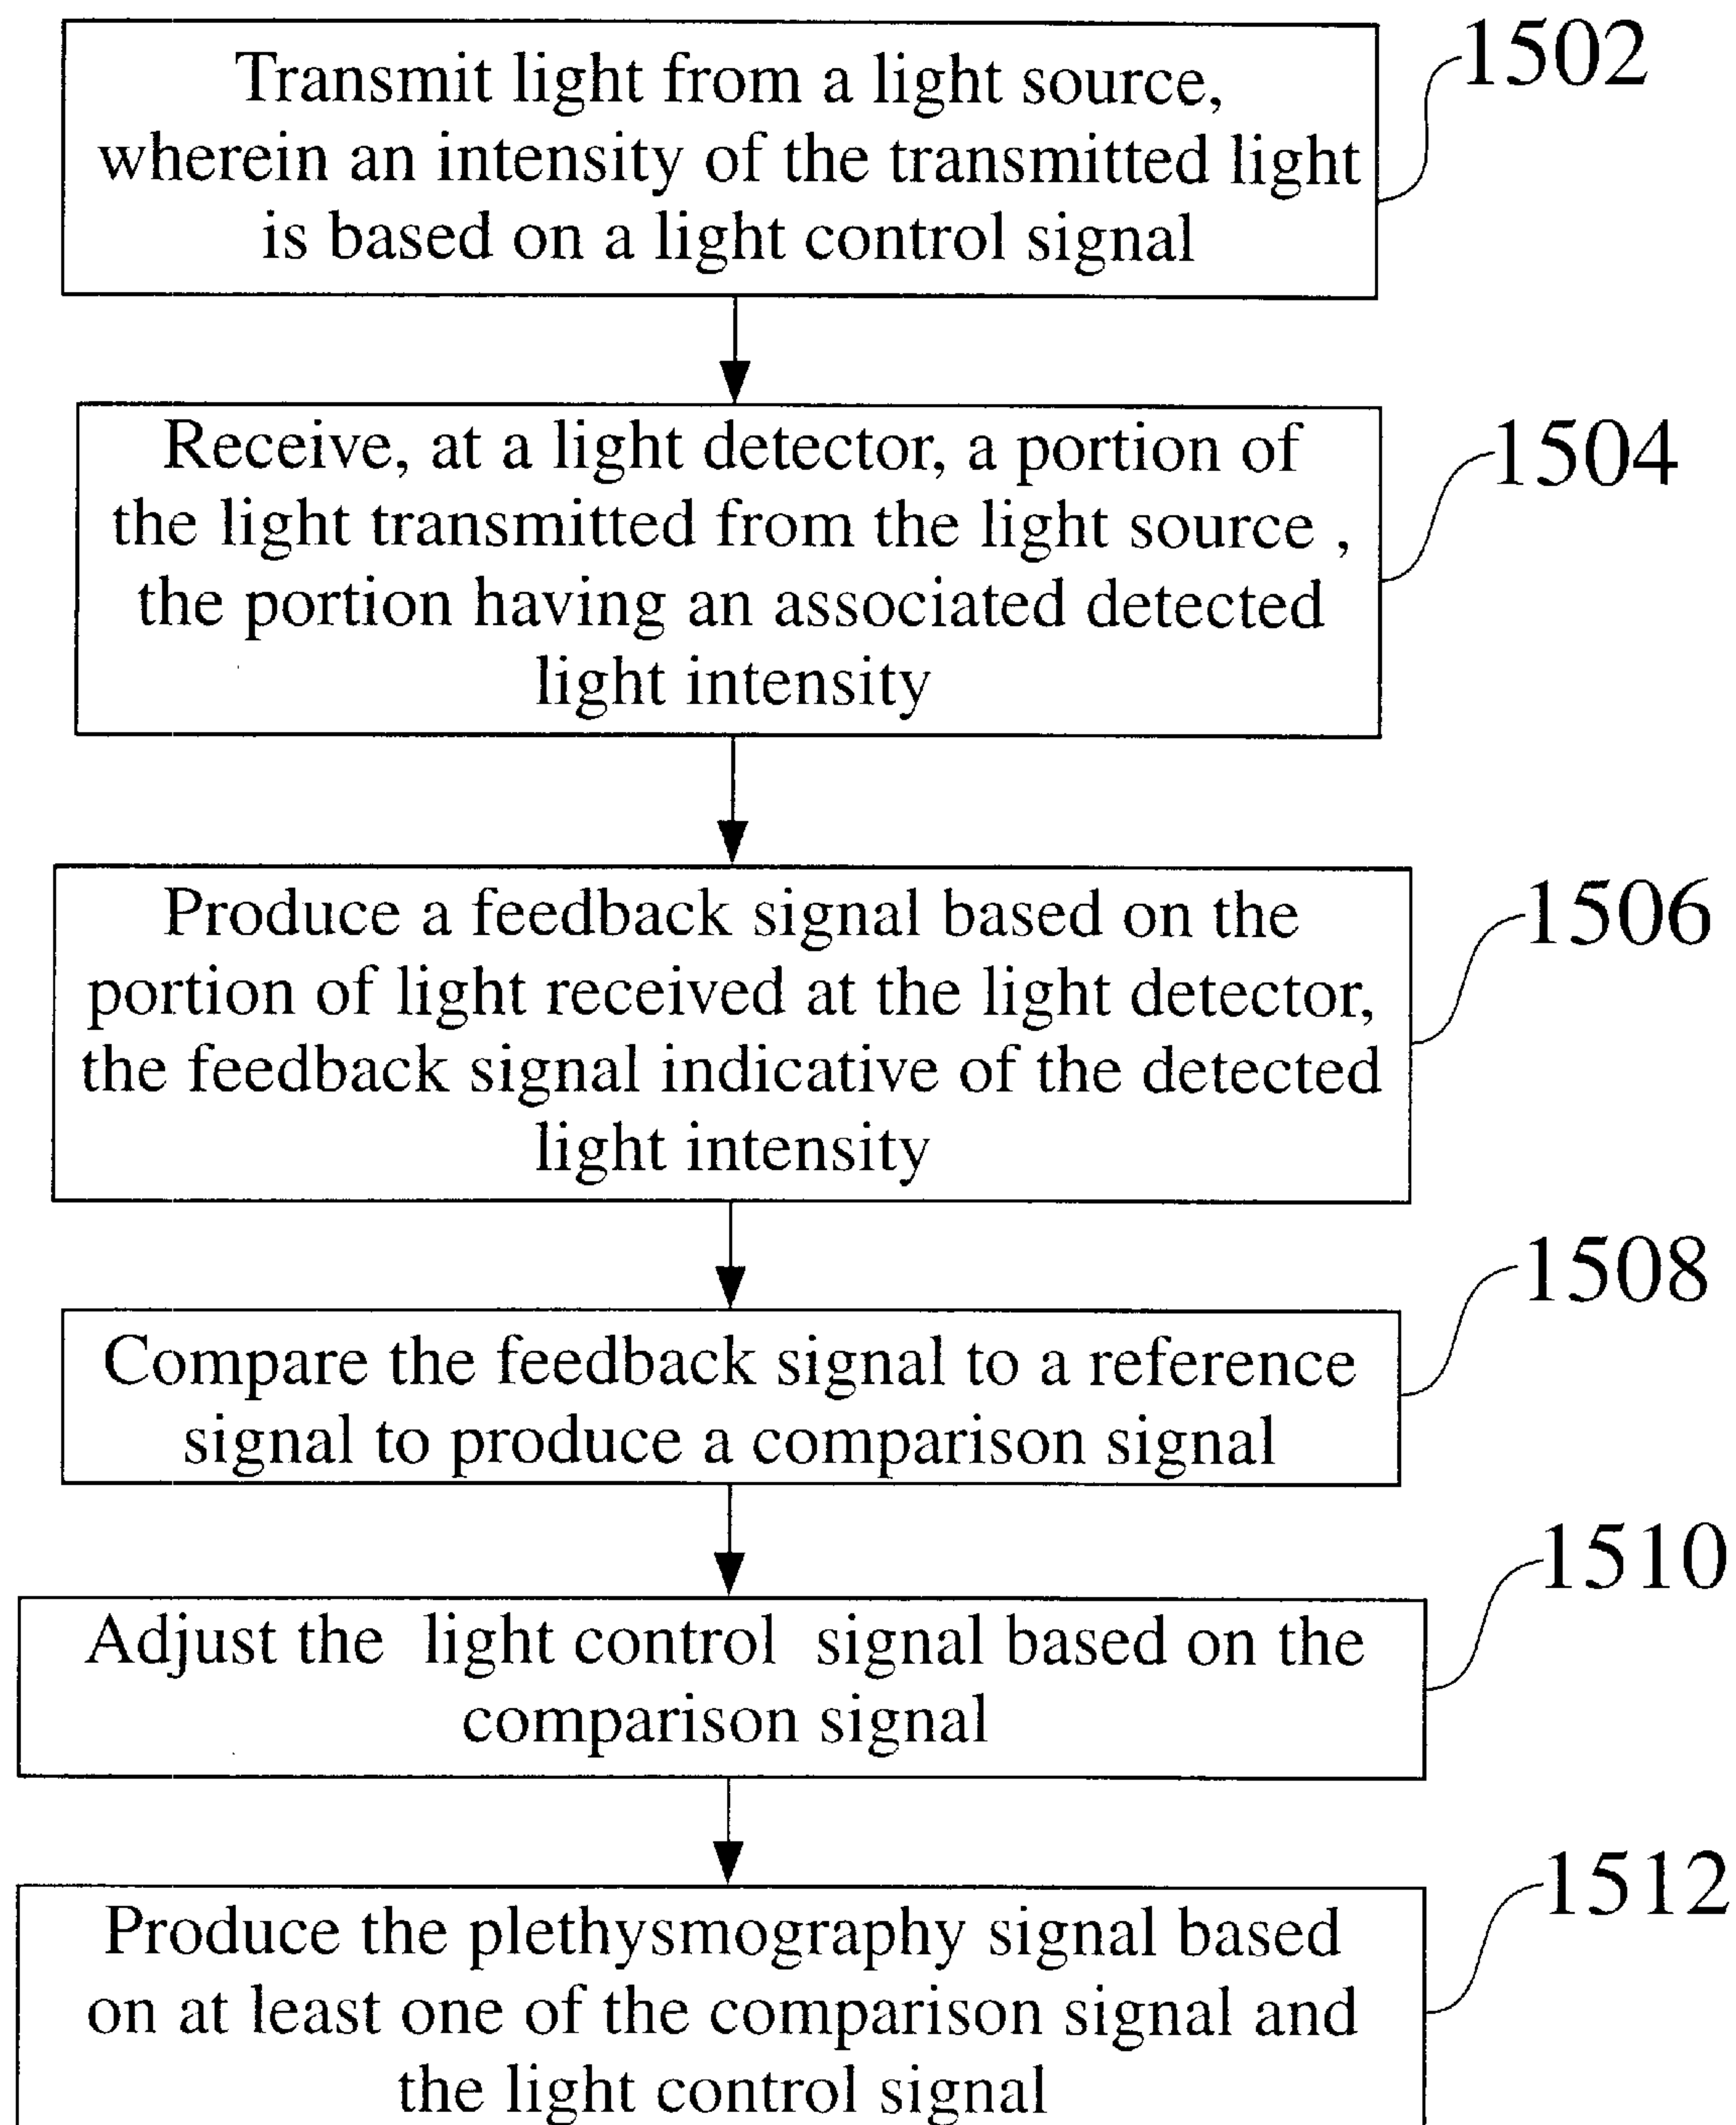 Transmit light from a light source,
wherein an intensity of the transmitted light
is based on a light control signal
1502
Receive, at a light detector, a portion of
the light transmitted from the light source ,
the portion having an associated detected
light intensity
1504
Produce a feedback signal based on the
portion of light received at the light detector,
the feedback signal indicative of the detected
light intensity
1506
Compare the feedback signal to a reference
signal to produce a comparison signal
1508
Adjust the light control signal based on the
comparison signal
1510
Produce the plethysmography signal based
on at least one of the comparison signal and
the light control signal
1512